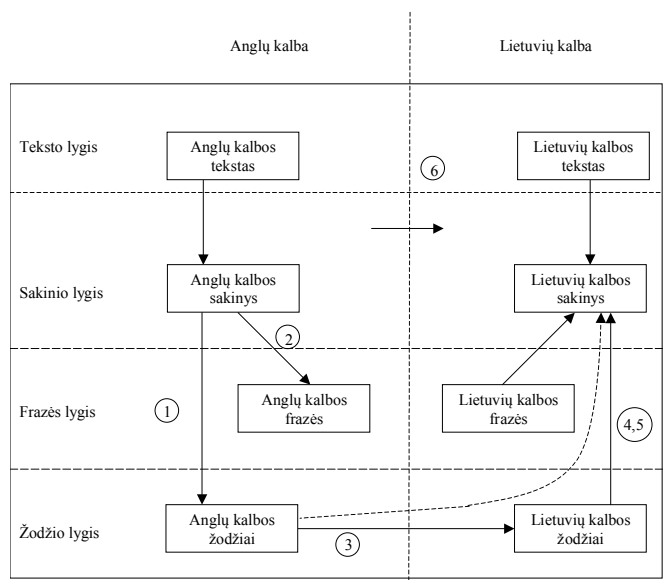 Anglų kalba
Lietuvių kalba
Teksto lygis
Anglų kalbos
tekstas
Lietuvių kalbos
tekstas
6
Sakinio lygis
Anglų kalbos
sakinys
Lietuvių kalbos
sakinys
2
Frazės lygis
1
Anglų kalbos
frazės
Lietuvių kalbos
frazės
4,5
Žodžio lygis
Anglų kalbos
žodžiai
3
Lietuvių kalbos
žodžiai